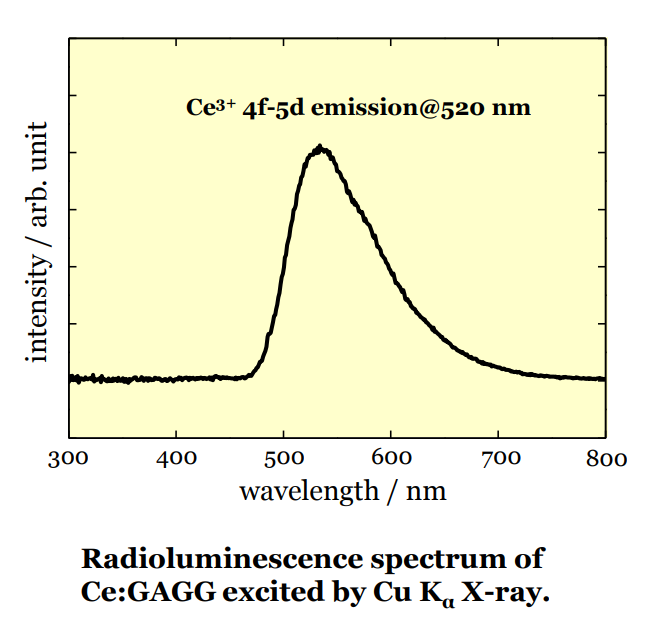 Ce³⁺ 4f-5d emission@520 nm
intensity / arb. unit
300 400 500 600 700 800
wavelength / nm
Radioluminescence spectrum of
Ce:GAGG excited by Cu Kα X-ray.